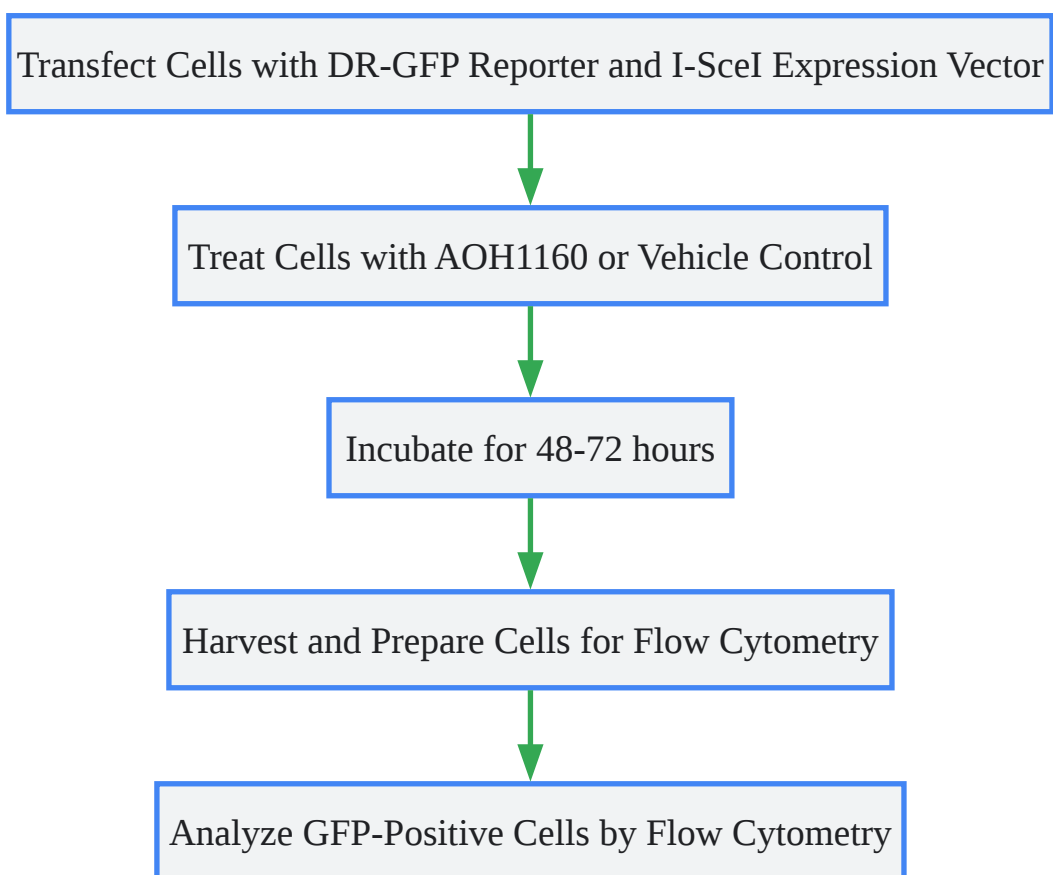 Transfect Cells with DR-GFP Reporter and I-SceI Expression Vector
Treat Cells with AOH1160 or Vehicle Control
Incubate for 48-72 hours
Harvest and Prepare Cells for Flow Cytometry
Analyze GFP-Positive Cells by Flow Cytometry